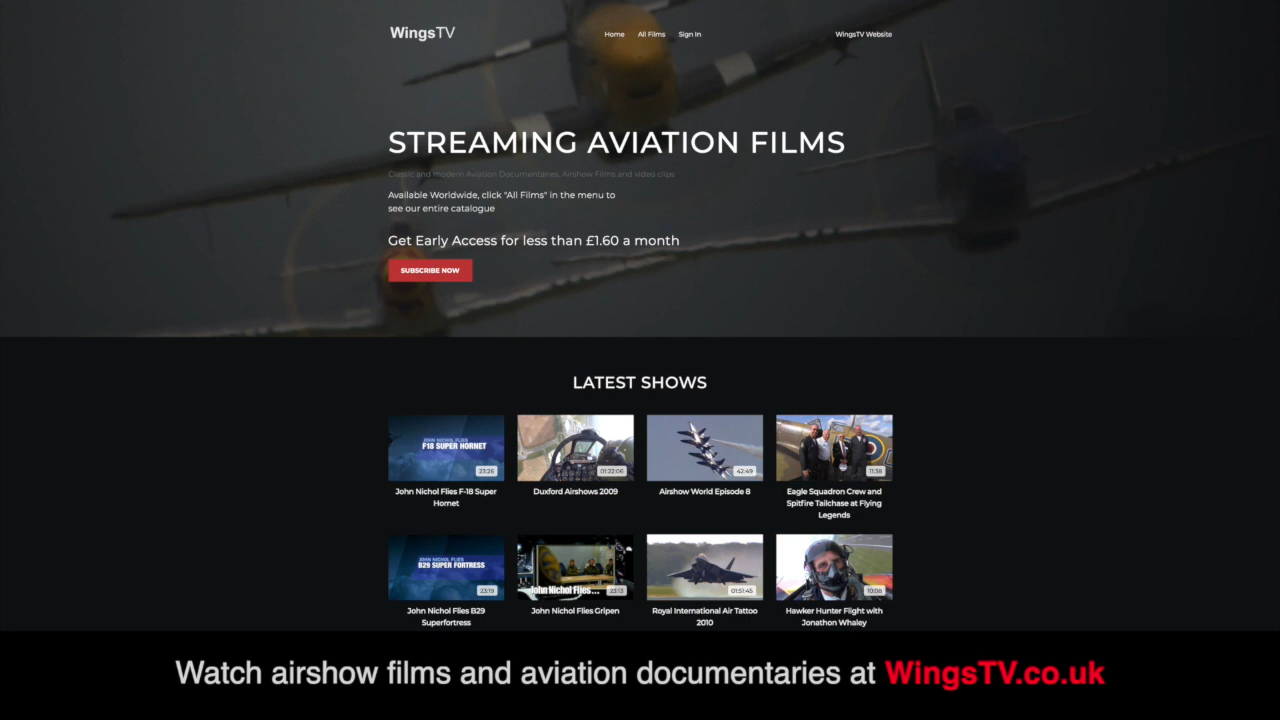 WingsTV
Home
All Films
Sign In
WingsTV Website
STREAMING AVIATION FILMS
Classic and modern Aviation Documentaries, Airshow Films and video clips
Available Worldwide, click "All Films" in the menu to
see our entire catalogue
Get Early Access for less than £1.60 a month
SUBSCRIBE NOW
LATEST SHOWS
JOHN NICHOL FLIES
F18 SUPER HORNET
23:26
01:22:06
42:49
11:38
John Nichol Flies F-18 Super
Hornet
Duxford Airshows 2009
Airshow World Episode 8
Eagle Squadron Crew and
Spitfire Tailchase at Flying
Legends
JOHN NICHOL FLIES
B29 SUPER FORTRESS
23:19
John Nichol Flies...
23:13
01:51:45
10:08
John Nichol Flies B29
Superfortress
John Nichol Flies Gripen
Royal International Air Tattoo
2010
Hawker Hunter Flight with
Jonathon Whaley
Watch airshow films and aviation documentaries at WingsTV.co.uk